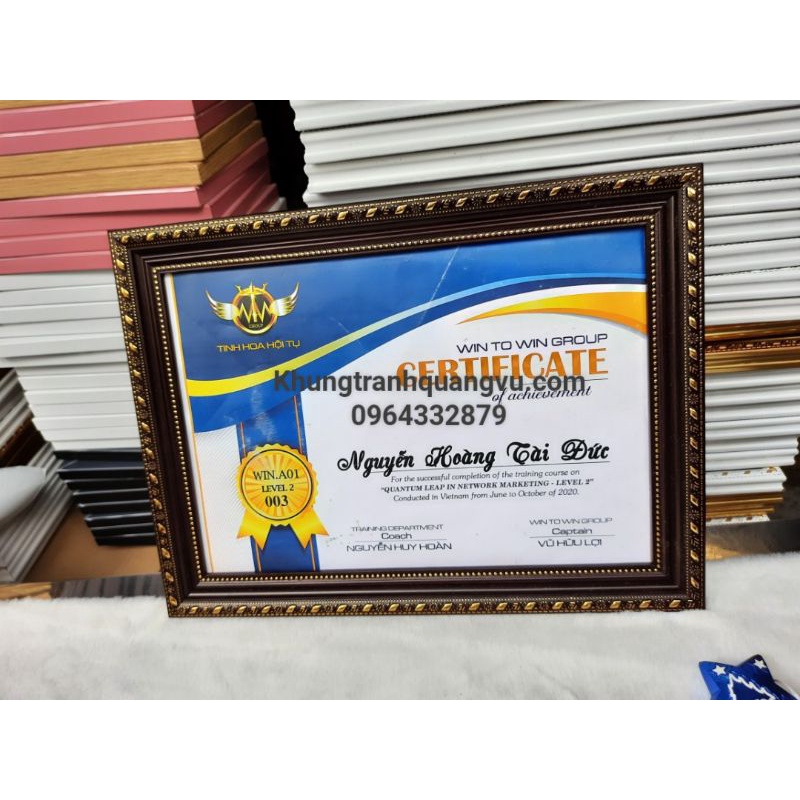 WIN
GROUP
TINH HOA HỘI TỤ
WIN TO WIN GROUP
CERTIFICATE
of achievement
Khungtranhquangvu.com
0964332879
Nguyễn Hoàng Tài Đức
For the successful completion of the training course on
"QUANTUM LEAP IN NETWORK MARKETING - LEVEL 2"
Conducted in Vietnam from June to October of 2020.
WIN.A01
LEVEL 2
003
TRAINING DEPARTMENT
Coach
NGUYỄN HUY HOÀN
WIN TO WIN GROUP
Captain
VŨ HỮU LỢI